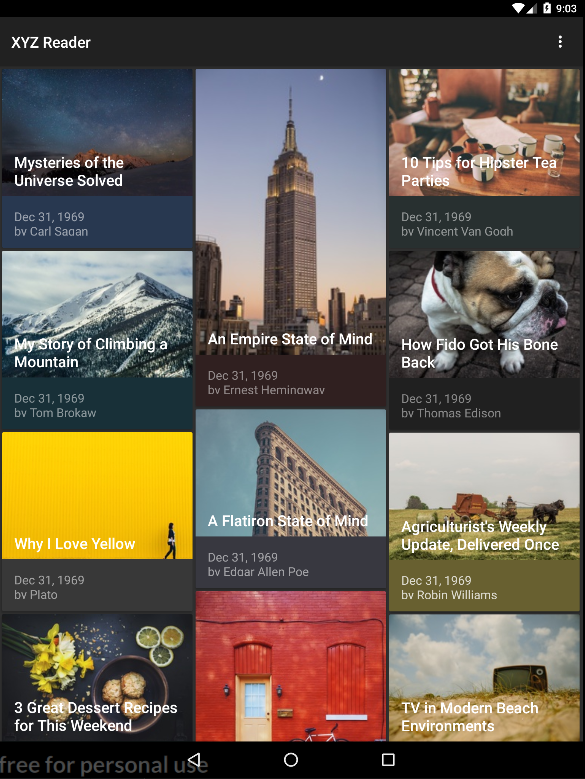 9:03
XYZ Reader
Mysteries of the
Universe Solved
Dec 31, 1969
by Carl Sagan
An Empire State of Mind
Dec 31, 1969
by Ernest Hemingway
10 Tips for Hipster Tea
Parties
Dec 31, 1969
by Vincent Van Gogh
My Story of Climbing a
Mountain
Dec 31, 1969
by Tom Brokaw
How Fido Got His Bone
Back
Dec 31, 1969
by Thomas Edison
Why I Love Yellow
Dec 31, 1969
by Plato
A Flatiron State of Mind
Dec 31, 1969
by Edgar Allen Poe
Agriculturist's Weekly
Update, Delivered Once
Dec 31, 1969
by Robin Williams
3 Great Dessert Recipes
for This Weekend
TV in Modern Beach
Environments
free for personal use